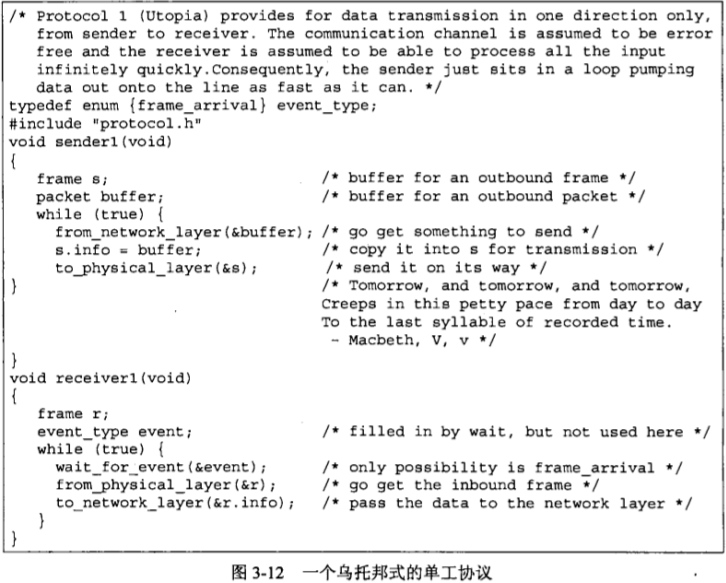 /* Protocol 1 (Utopia) provides for data transmission in one direction only,
from sender to receiver. The communication channel is assumed to be error
free and the receiver is assumed to be able to process all the input
infinitely quickly.Consequently, the sender just sits in a loop pumping
data out onto the line as fast as it can. */
typedef enum {frame_arrival} event_type;
#include "protocol.h"
void sender1(void)
{
frame s; /* buffer for an outbound frame */
packet buffer; /* buffer for an outbound packet */
while (true) {
from_network_layer(&buffer); /* go get something to send */
s.info = buffer; /* copy it into s for transmission */
to_physical_layer(&s); /* send it on its way */
} /* Tomorrow, and tomorrow, and tomorrow,
Creeps in this petty pace from day to day
To the last syllable of recorded time.
- Macbeth, V, v */
}
void receiver1(void)
{
frame r;
event_type event; /* filled in by wait, but not used here */
while (true) {
wait_for_event(&event); /* only possibility is frame_arrival */
from_physical_layer(&r); /* go get the inbound frame */
to_network_layer(&r.info); /* pass the data to the network layer */
}
}
图 3-12 一个乌托邦式的单工协议